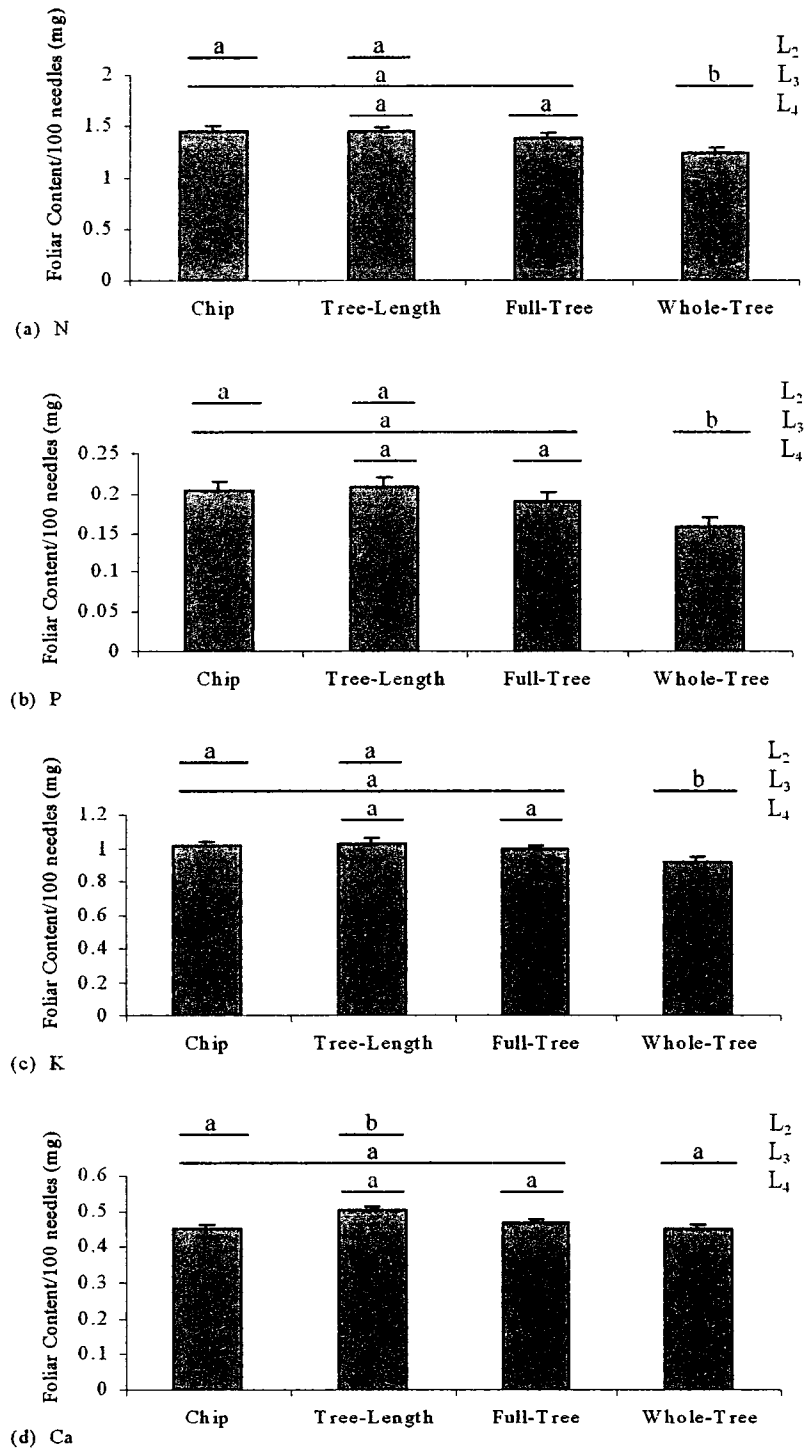 a a L₂
a b L₃
a a L₄
Foliar Content/100 needles (mg)
2
1.5
1
0.5
0
Chip Tree-Length Full-Tree Whole-Tree
(a) N
a a L₂
a b L₃
a a L₄
Foliar Content/100 needles (mg)
0.25
0.2
0.15
0.1
0.05
0
Chip Tree-Length Full-Tree Whole-Tree
(b) P
a a L₂
a b L₃
a a L₄
Foliar Content/100 needles (mg)
1.2
1
0.8
0.6
0.4
0.2
0
Chip Tree-Length Full-Tree Whole-Tree
(c) K
a b L₂
a a L₃
a a L₄
Foliar Content/100 needles (mg)
0.6
0.5
0.4
0.3
0.2
0.1
0
Chip Tree-Length Full-Tree Whole-Tree
(d) Ca